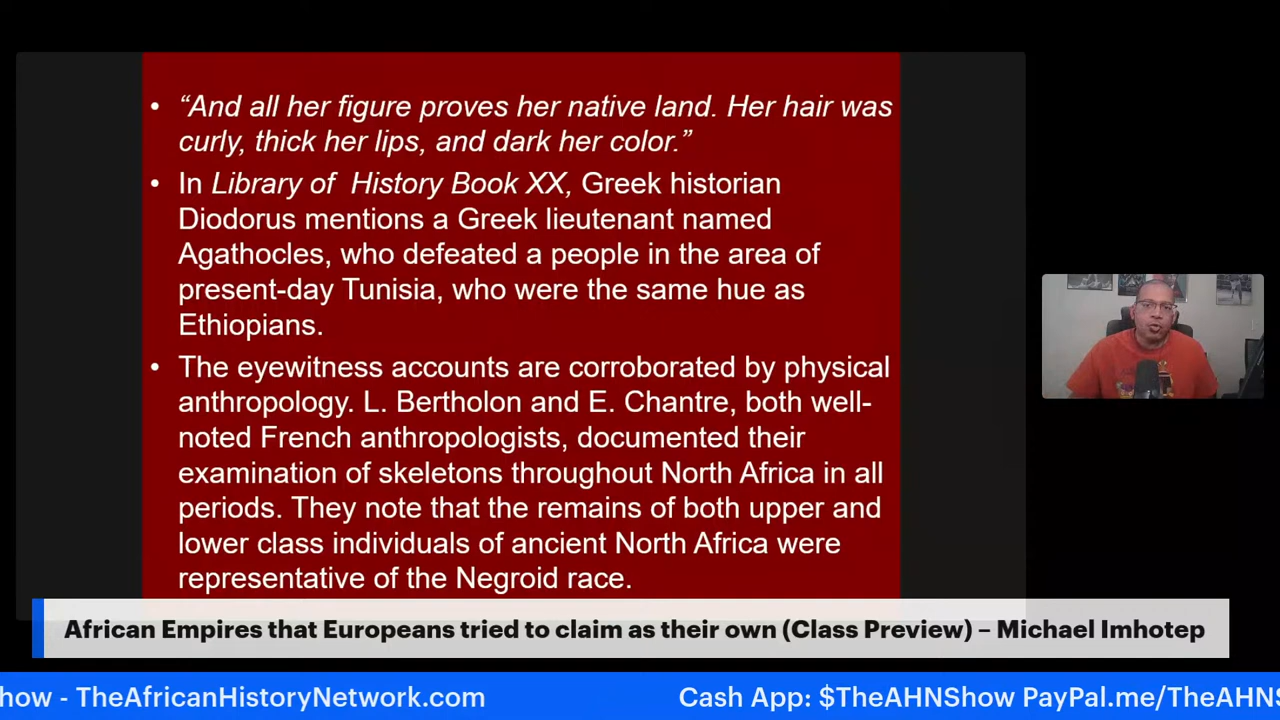 • “And all her figure proves her native land. Her hair was
curly, thick her lips, and dark her color.”
• In Library of History Book XX, Greek historian
Diodorus mentions a Greek lieutenant named
Agathocles, who defeated a people in the area of
present-day Tunisia, who were the same hue as
Ethiopians.
• The eyewitness accounts are corroborated by physical
anthropology. L. Bertholon and E. Chantre, both well-
noted French anthropologists, documented their
examination of skeletons throughout North Africa in all
periods. They note that the remains of both upper and
lower class individuals of ancient North Africa were
representative of the Negroid race.
African Empires that Europeans tried to claim as their own (Class Preview) – Michael Imhotep
how - TheAfricanHistoryNetwork.com
Cash App: $TheAHNShow PayPal.me/TheAHNS